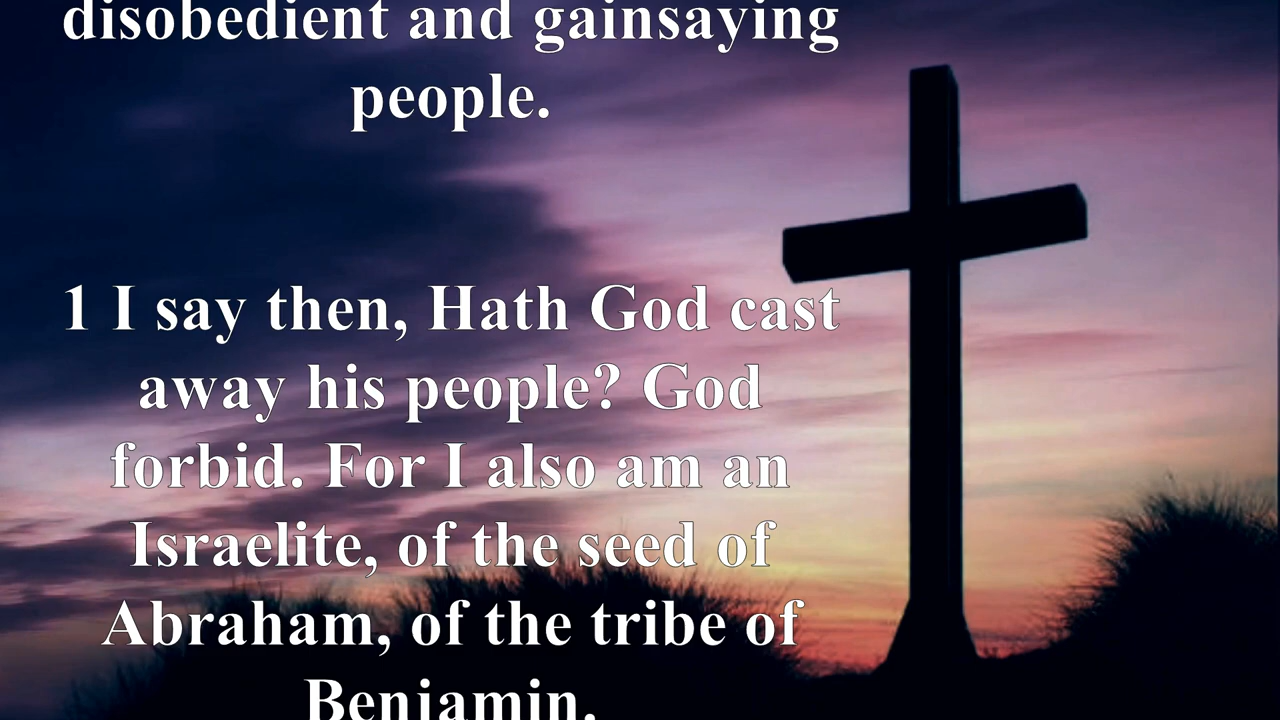 disobedient and gainsaying
people.
1 I say then, Hath God cast
away his people? God
forbid. For I also am an
Israelite, of the seed of
Abraham, of the tribe of
Benjamin.